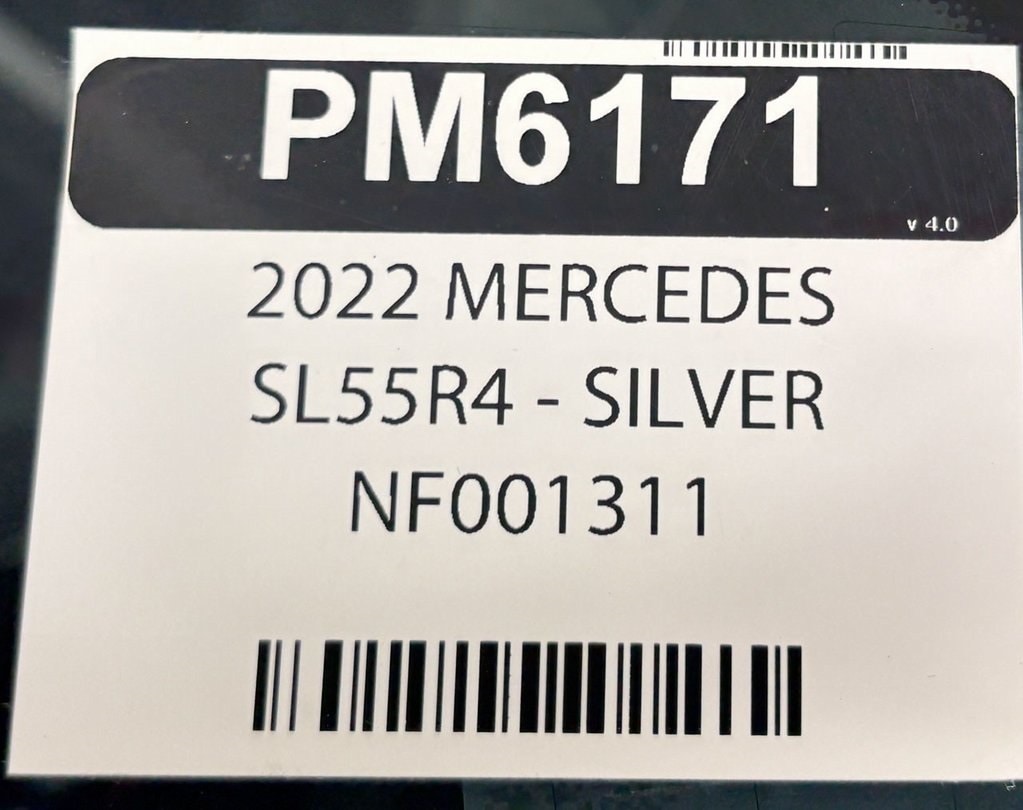 PM6171
v 4.0
2022 MERCEDES
SL55R4 - SILVER
NF001311